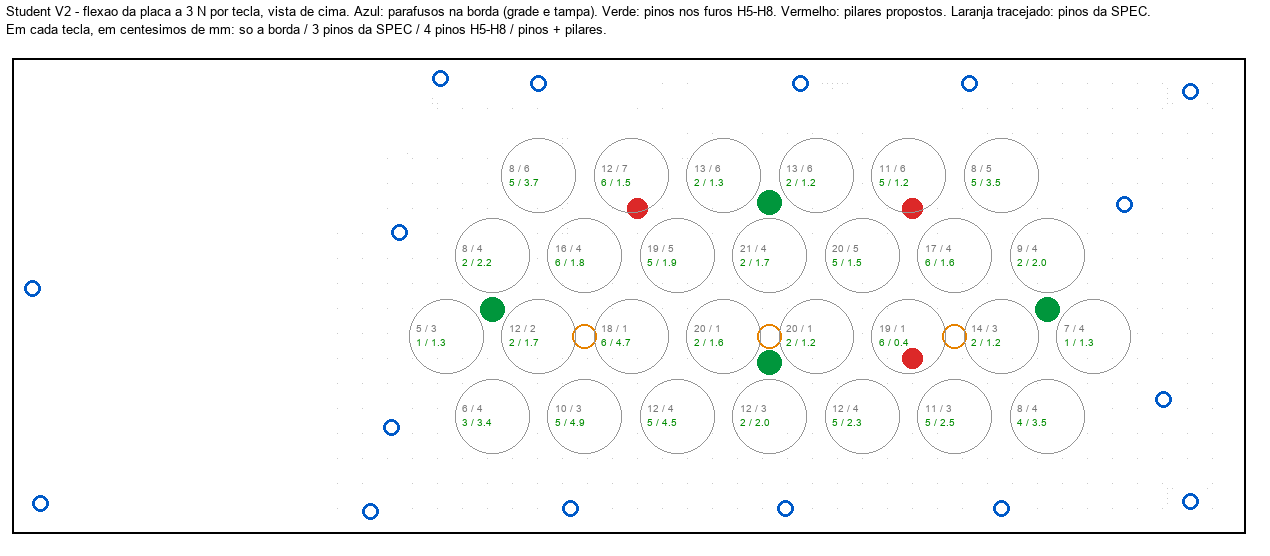 Student V2 - flexao da placa a 3 N por tecla, vista de cima. Azul: parafusos na borda (grade e tampa). Verde: pinos nos furos H5-H8. Vermelho: pilares propostos. Laranja tracejado: pinos da SPEC.
Em cada tecla, em centesimos de mm: so a borda / 3 pinos da SPEC / 4 pinos H5-H8 / pinos + pilares.
8 / 6
5 / 3.7
12 / 7
6 / 1.5
13 / 6
2 / 1.3
13 / 6
2 / 1.2
11 / 6
5 / 1.2
8 / 5
5 / 3.5
8 / 4
2 / 2.2
16 / 4
6 / 1.8
19 / 5
5 / 1.9
21 / 4
2 / 1.7
20 / 5
5 / 1.5
17 / 4
6 / 1.6
9 / 4
2 / 2.0
5 / 3
1 / 1.3
12 / 2
2 / 1.7
18 / 1
6 / 4.7
20 / 1
2 / 1.6
20 / 1
2 / 1.2
19 / 1
6 / 0.4
14 / 3
2 / 1.2
7 / 4
1 / 1.3
6 / 4
3 / 3.4
10 / 3
5 / 4.9
12 / 4
5 / 4.5
12 / 3
2 / 2.0
12 / 4
5 / 2.3
11 / 3
5 / 2.5
8 / 4
4 / 3.5